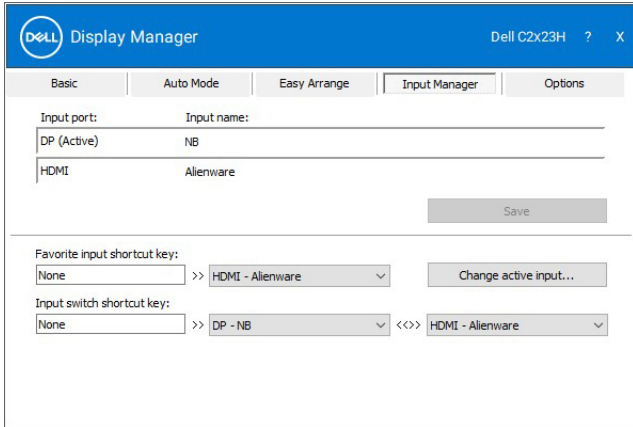 DELL Display Manager Dell C2x23H ? X
Basic Auto Mode Easy Arrange Input Manager Options
Input port: Input name:
DP (Active) NB
HDMI Alienware
Save
Favorite input shortcut key:
None >> HDMI - Alienware Change active input...
Input switch shortcut key:
None >> DP - NB <<>> HDMI - Alienware